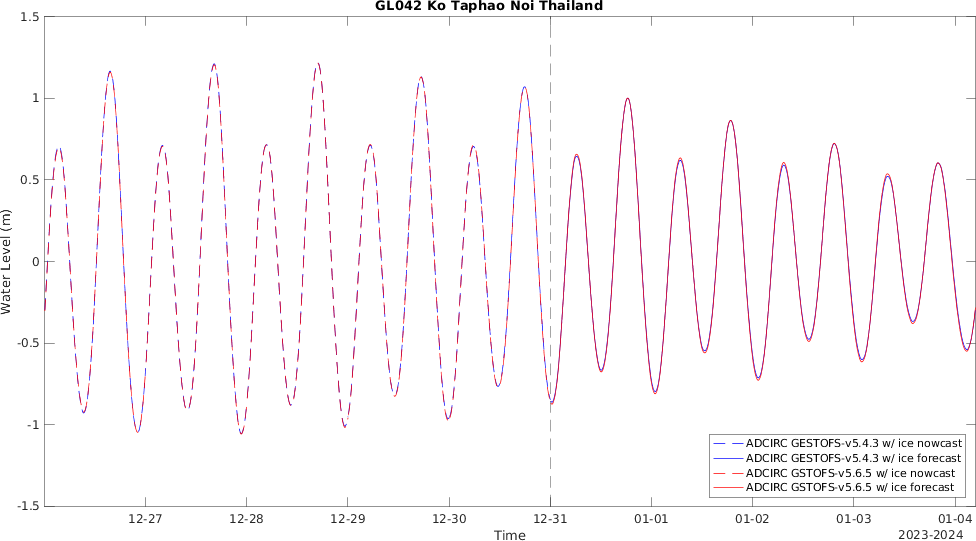 GL042 Ko Taphao Noi Thailand
1.5
1
0.5
0
-0.5
-1
-1.5
Water Level (m)
12-27
12-28
12-29
12-30
12-31
01-01
01-02
01-03
01-04
Time
2023-2024
ADCIRC GESTOFS-v5.4.3 w/ ice nowcast
ADCIRC GESTOFS-v5.4.3 w/ ice forecast
ADCIRC GSTOFS-v5.6.5 w/ ice nowcast
ADCIRC GSTOFS-v5.6.5 w/ ice forecast